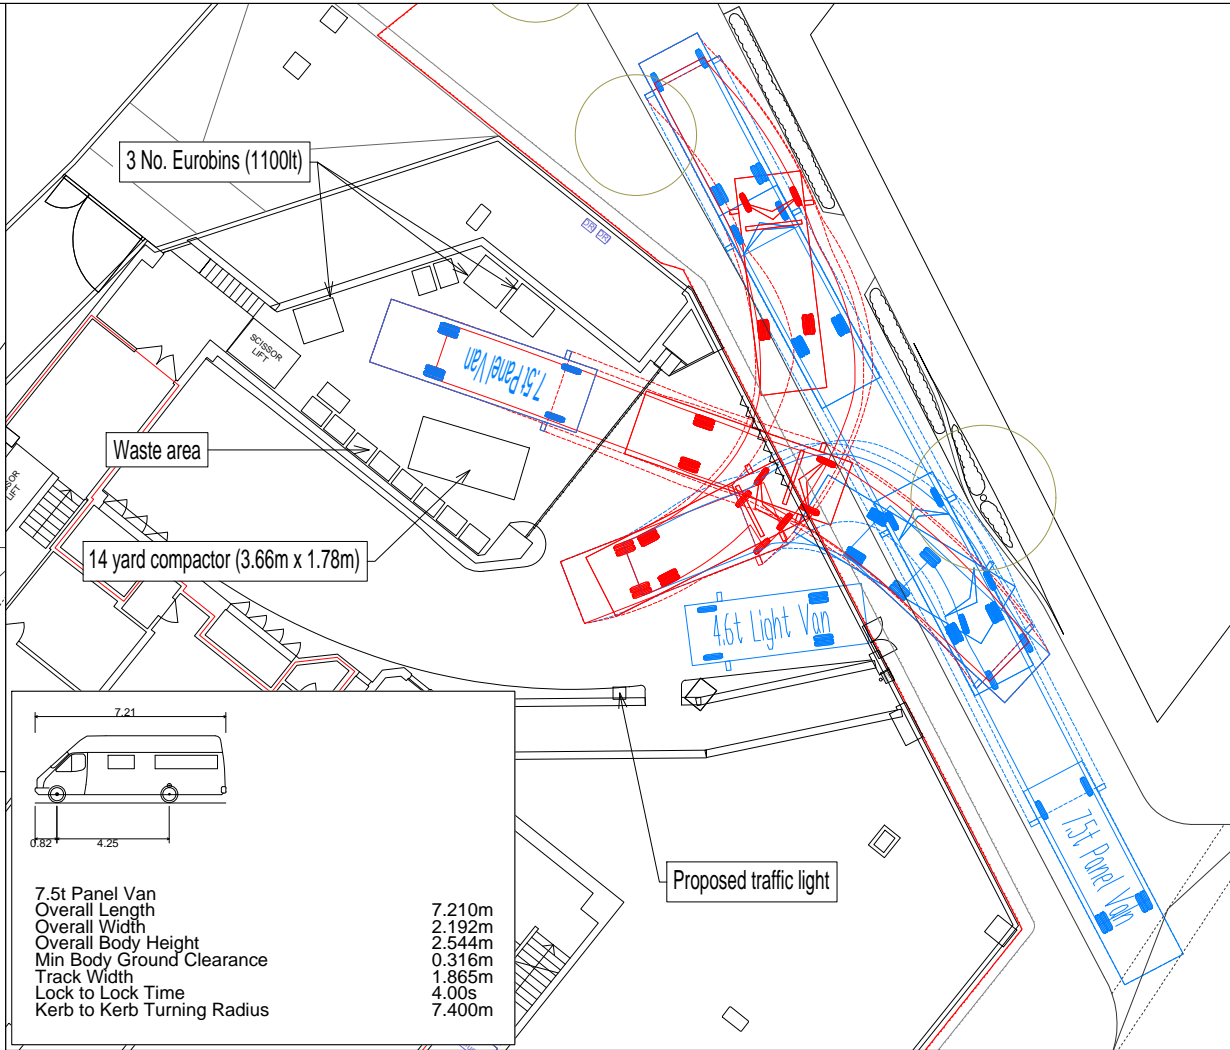 3 No. Eurobins (1100lt)
SCISSOR
LIFT
7.5t Panel Van
Waste area
SOR
LIFT
14 yard compactor (3.66m x 1.78m)
4.6t Light Van
7.5t Panel Van
Proposed traffic light
7.21
0.82
4.25
7.5t Panel Van
Overall Length 7.210m
Overall Width 2.192m
Overall Body Height 2.544m
Min Body Ground Clearance 0.316m
Track Width 1.865m
Lock to Lock Time 4.00s
Kerb to Kerb Turning Radius 7.400m